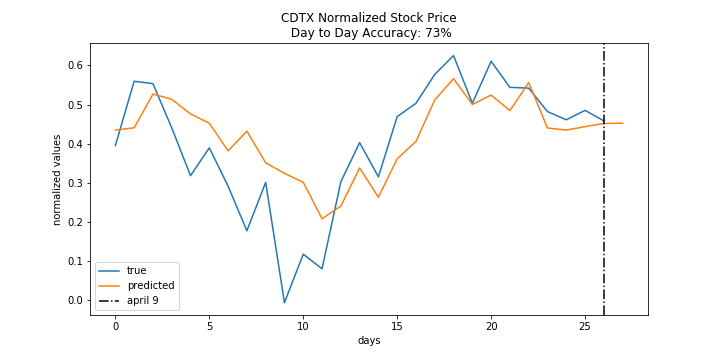 CDTX Normalized Stock Price
Day to Day Accuracy: 73%
normalized values
0.6
0.5
0.4
0.3
0.2
0.1
0.0
true
predicted
april 9
0 5 10 15 20 25
days